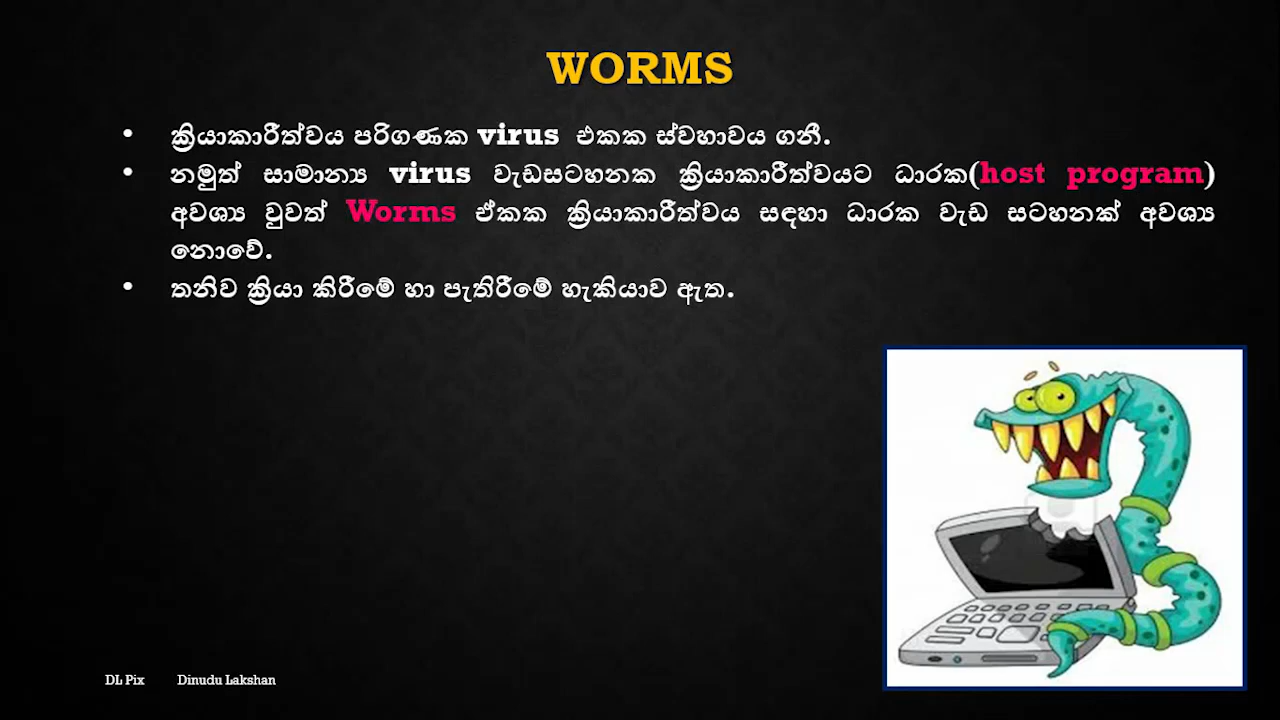 WORMS
• ක්‍රියාකාරීත්වය පරිගණක virus එකක ස්වභාවය ගනී.
• නමුත් සාමාන්‍ය virus වැඩසටහනක ක්‍රියාකාරීත්වයට ධාරක(host program)
අවශ්‍ය වුවත් Worms ඒකක ක්‍රියාකාරීත්වය සඳහා ධාරක වැඩ සටහනක් අවශ්‍ය
නොවේ.
• තනිව ක්‍රියා කිරීමේ හා පැතිරීමේ හැකියාව ඇත.
DL Pix Dinudu Lakshan